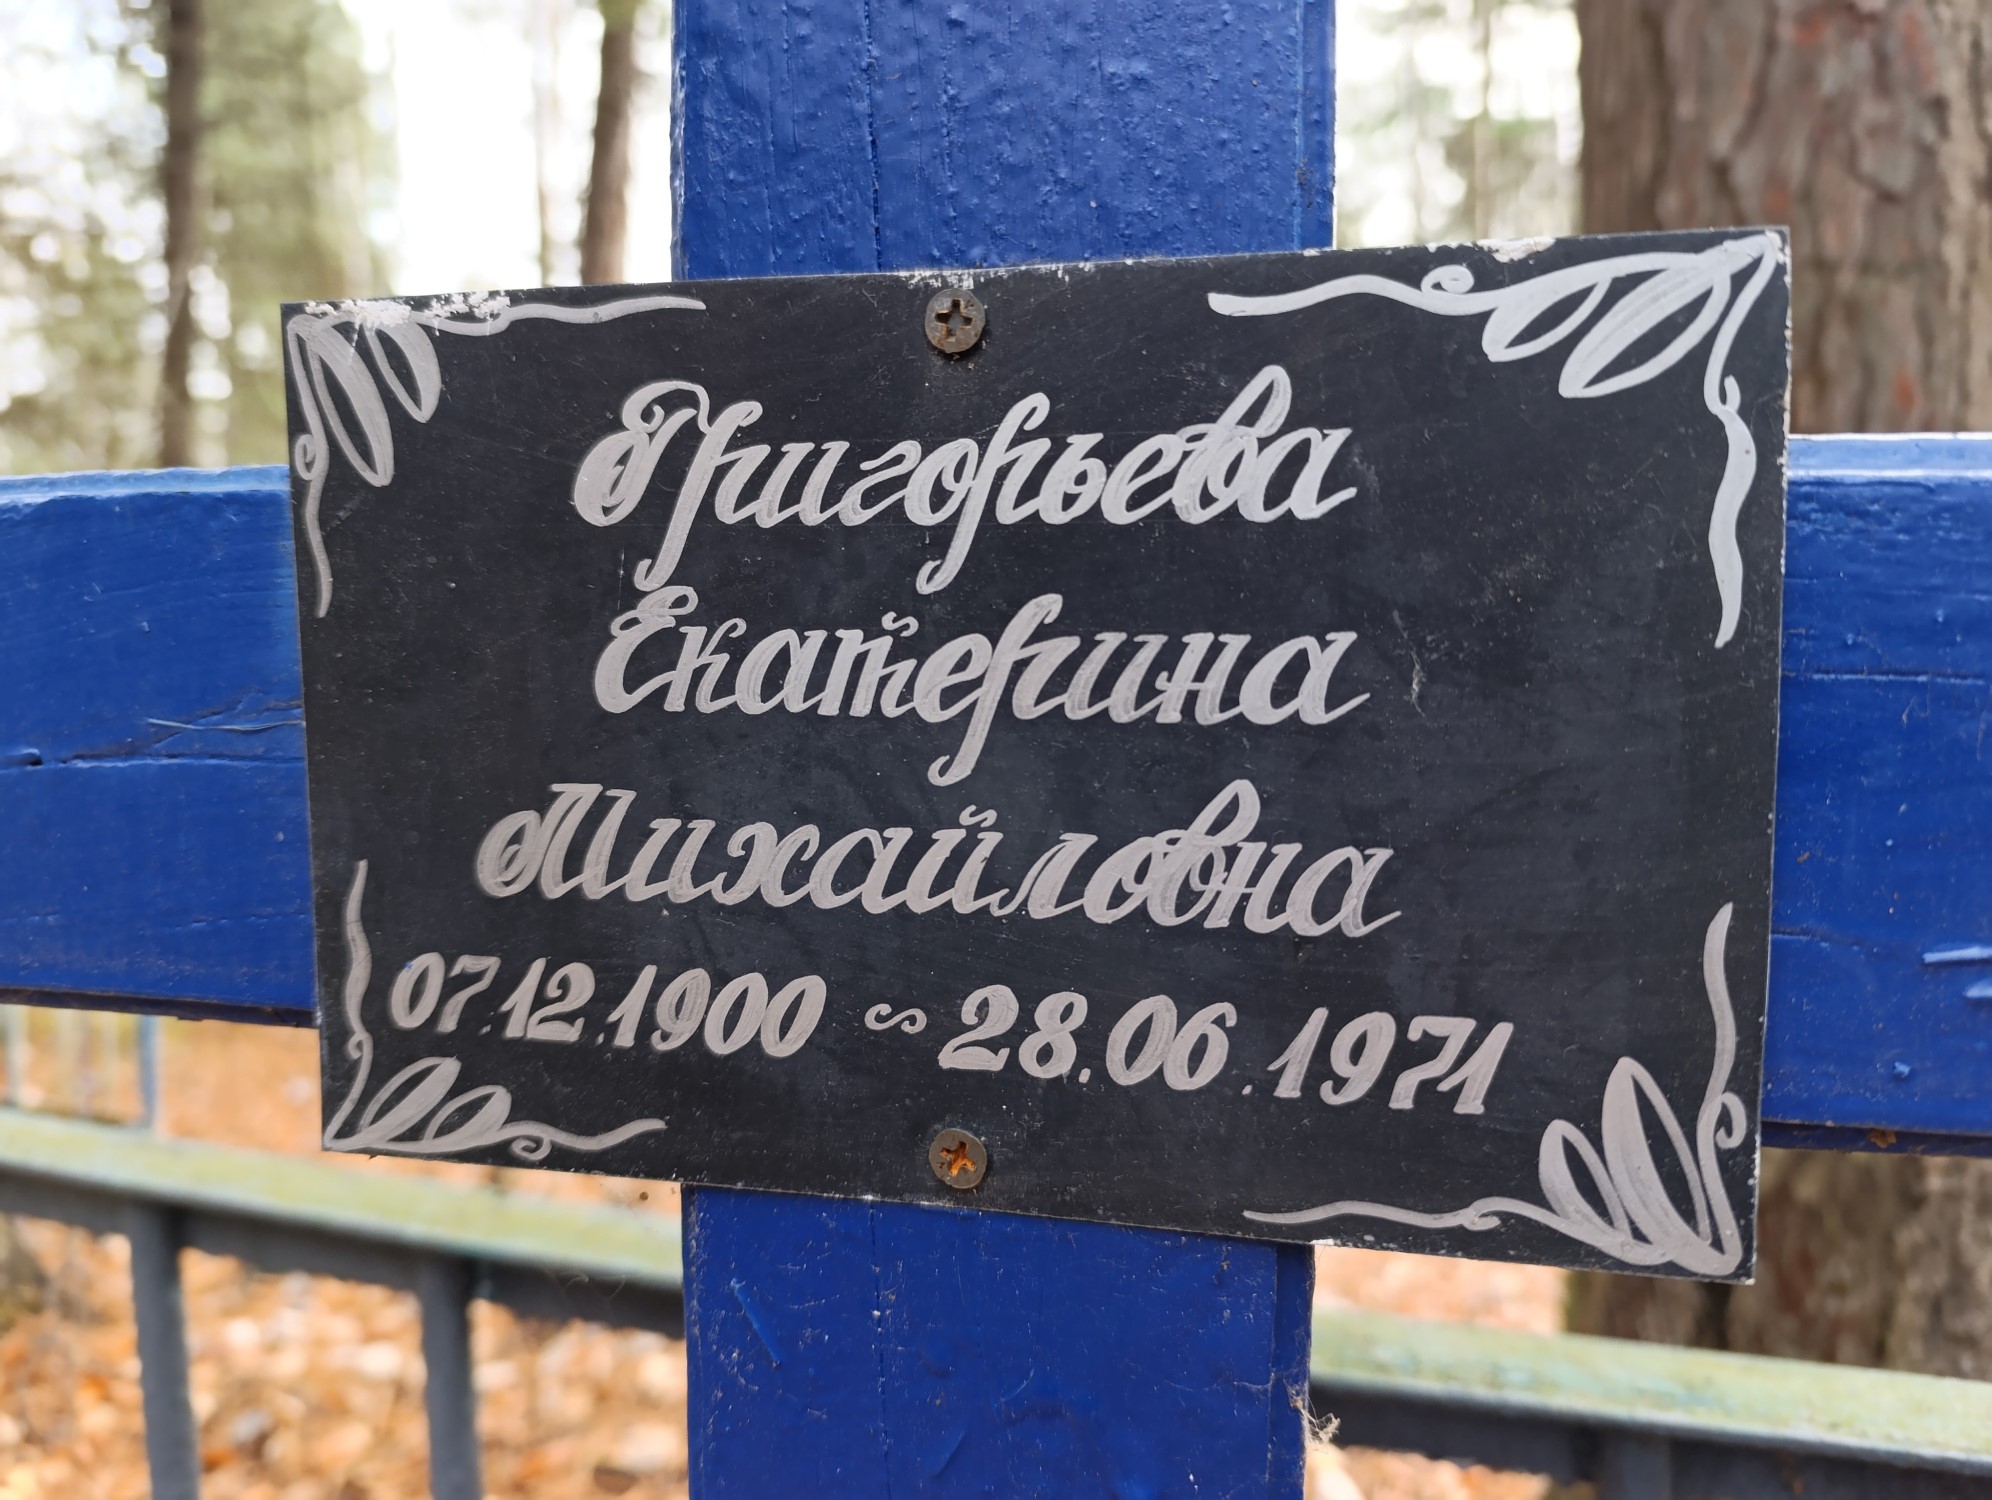 Григорьева
Екатерина
Михайловна
07.12.1900 ~ 28.06.1971